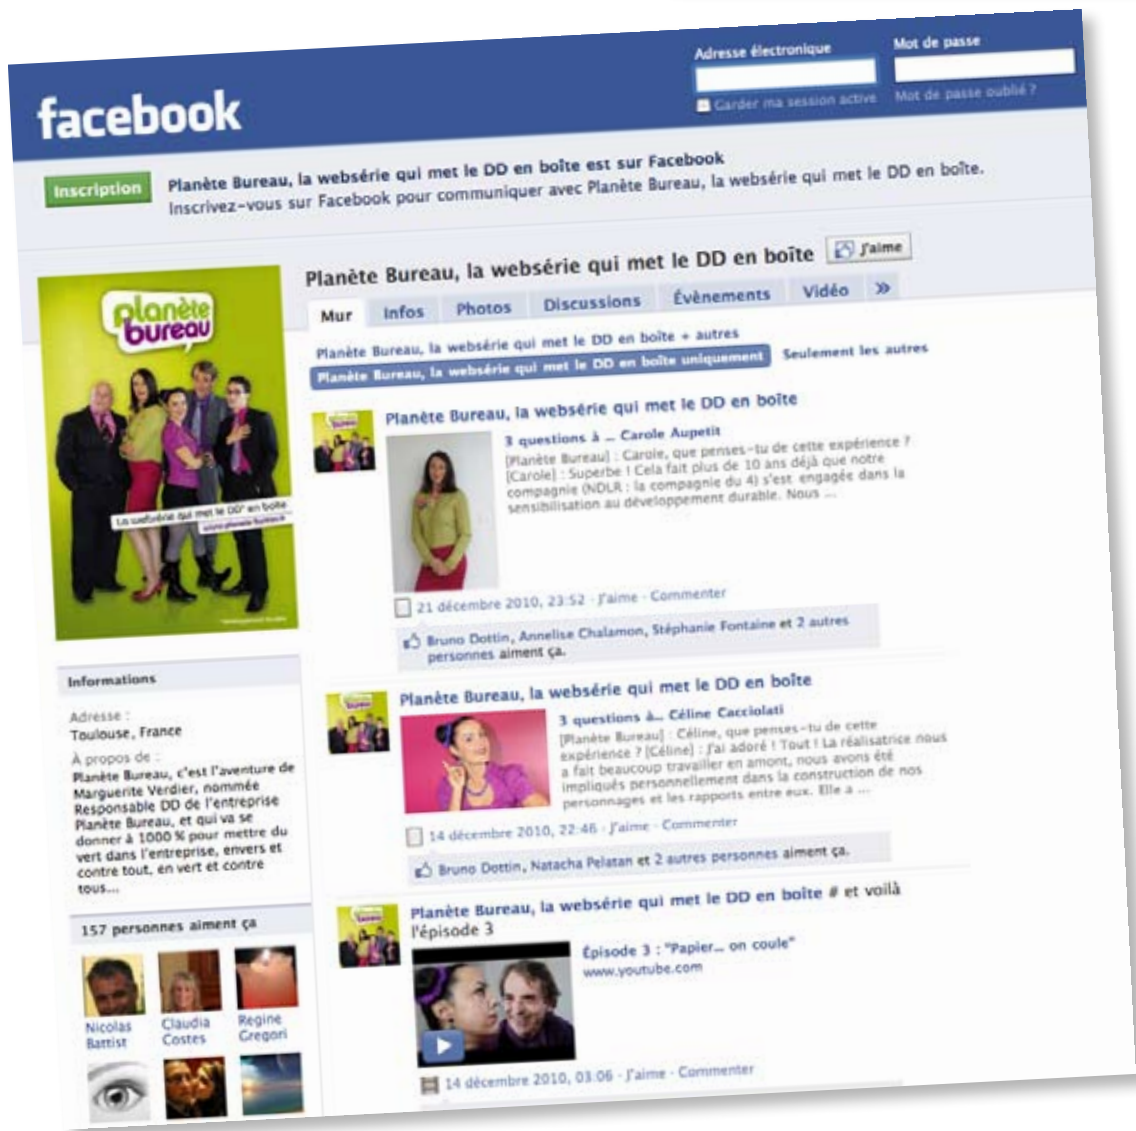 facebook
Adresse électronique
Mot de passe
Garder ma session active
Mot de passe oublié ?
Inscription
Planète Bureau, la websérie qui met le DD en boîte est sur Facebook
Inscrivez-vous sur Facebook pour communiquer avec Planète Bureau, la websérie qui met le DD en boîte.
planète
bureau
La websérie qui met le DD* en boîte
www.planete-bureau.fr
Planète Bureau, la websérie qui met le DD en boîte
J'aime
Mur Infos Photos Discussions Évènements Vidéo »
Planète Bureau, la websérie qui met le DD en boîte + autres
Planète Bureau, la websérie qui met le DD en boîte uniquement
Seulement les autres
Planète Bureau, la websérie qui met le DD en boîte
3 questions à ... Carole Aupetit
[Planète Bureau] : Carole, que penses-tu de cette expérience ?
[Carole] : Superbe ! Cela fait plus de 10 ans déjà que notre
compagnie (NDLR : la compagnie du 4) s'est engagée dans la
sensibilisation au développement durable. Nous ...
21 décembre 2010, 23:52 · J'aime · Commenter
Bruno Dottin, Annelise Chalamon, Stéphanie Fontaine et 2 autres
personnes aiment ça.
Planète Bureau, la websérie qui met le DD en boîte
3 questions à... Céline Cacciolati
[Planète Bureau] : Céline, que penses-tu de cette
expérience ? [Céline] : J'ai adoré ! Tout ! La réalisatrice nous
a fait beaucoup travailler en amont, nous avons été
impliqués personnellement dans la construction de nos
personnages et les rapports entre eux. Elle a ...
14 décembre 2010, 22:46 · J'aime · Commenter
Bruno Dottin, Natacha Pelatan et 2 autres personnes aiment ça.
Planète Bureau, la websérie qui met le DD en boîte # et voilà
l'épisode 3
Épisode 3 : "Papier... on coule"
www.youtube.com
14 décembre 2010, 03:06 · J'aime · Commenter
Informations
Adresse :
Toulouse, France
À propos de :
Planète Bureau, c'est l'aventure de
Marguerite Verdier, nommée
Responsable DD de l'entreprise
Planète Bureau, et qui va se
donner à 1000 % pour mettre du
vert dans l'entreprise, envers et
contre tout, en vert et contre
tous...
157 personnes aiment ça
Nicolas
Battist
Claudia
Costes
Regine
Gregori